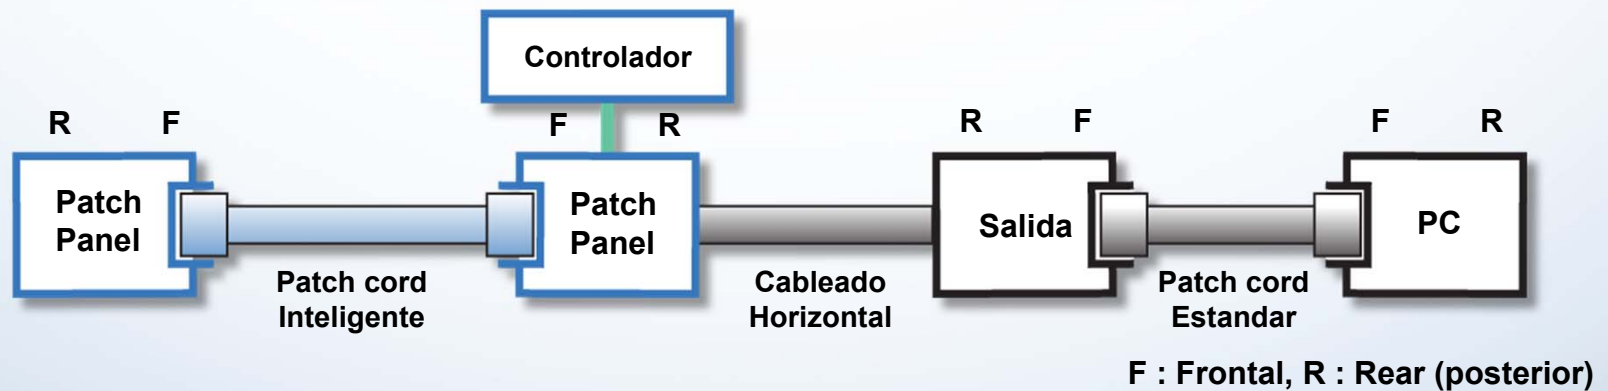 Controlador
R F
F R
R F
F R
Patch
Panel
Patch
Panel
Salida
PC
Patch cord
Inteligente
Cableado
Horizontal
Patch cord
Estandar
F : Frontal, R : Rear (posterior)